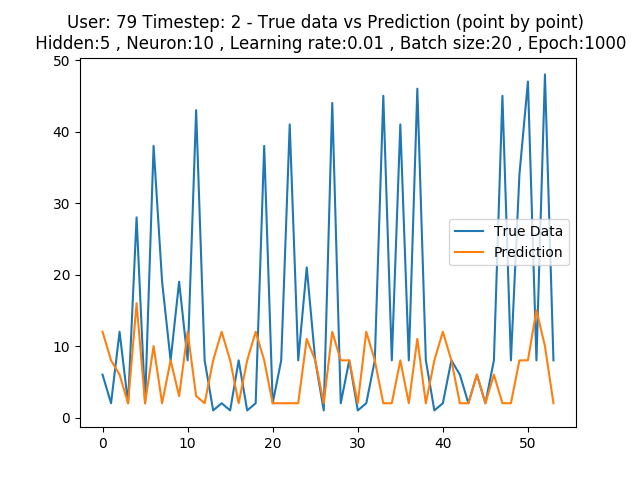 User: 79 Timestep: 2 - True data vs Prediction (point by point)
Hidden:5 , Neuron:10 , Learning rate:0.01 , Batch size:20 , Epoch:1000
50
40
30
20
10
0
True Data
Prediction
0 10 20 30 40 50